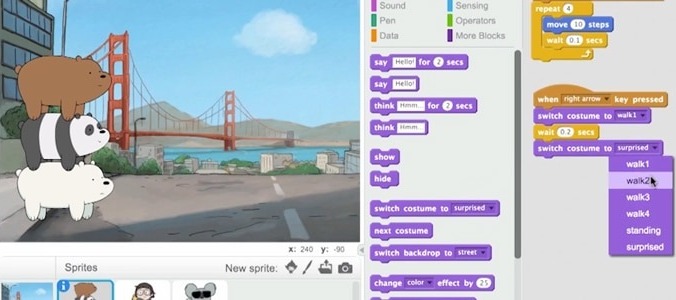 x: 240 y: -90
Sprites
New sprite:
Sound
Sensing
Pen
Operators
Data
More Blocks
say Hello! for 2 secs
say Hello!
think Hmm... for 2 secs
think Hmm...
show
hide
switch costume to surprised
next costume
switch backdrop to street
change color effect by 25
repeat 4
move 10 steps
wait 0.1 secs
when right arrow key pressed
switch costume to walk1
wait 0.2 secs
switch costume to surprised
walk1
walk2
walk3
walk4
standing
surprised